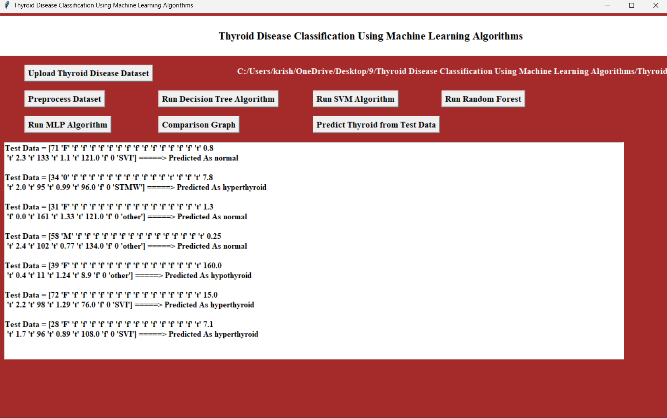 Thyroid Disease Classification Using Machine Learning Algorithms
Thyroid Disease Classification Using Machine Learning Algorithms
Upload Thyroid Disease Dataset C:/Users/krish/OneDrive/Desktop/9/Thyroid Disease Classification Using Machine Learning Algorithms/Thyroid
Preprocess Dataset Run Decision Tree Algorithm Run SVM Algorithm Run Random Forest
Run MLP Algorithm Comparison Graph Predict Thyroid from Test Data
Test Data = [71 'F' 'f' 'f' 'f' 'f' 'f' 'f' 'f' 'f' 'f' 'f' 'f' 'f' 'f' 'f' 't' 0.8
't' 2.3 't' 133 't' 1.1 't' 121.0 'f' 0 'SVI'] =====> Predicted As normal
Test Data = [34 '0' 'f' 'f' 'f' 'f' 'f' 'f' 'f' 'f' 'f' 'f' 't' 'f' 'f' 'f' 't' 7.8
't' 2.0 't' 95 't' 0.99 't' 96.0 'f' 0 'STMW'] =====> Predicted As hyperthyroid
Test Data = [31 'F' 'f' 'f' 'f' 'f' 'f' 'f' 'f' 'f' 'f' 'f' 'f' 'f' 'f' 'f' 't' 1.3
'f' 0.0 't' 161 't' 1.33 't' 121.0 'f' 0 'other'] =====> Predicted As normal
Test Data = [58 'M' 'f' 'f' 'f' 'f' 'f' 'f' 'f' 'f' 'f' 'f' 'f' 'f' 'f' 'f' 't' 0.25
't' 2.4 't' 102 't' 0.77 't' 134.0 'f' 0 'other'] =====> Predicted As normal
Test Data = [39 'F' 'f' 'f' 'f' 'f' 'f' 'f' 'f' 'f' 'f' 'f' 'f' 'f' 'f' 'f' 't' 160.0
't' 0.4 't' 11 't' 1.24 't' 8.9 'f' 0 'other'] =====> Predicted As hypothyroid
Test Data = [72 'F' 'f' 'f' 'f' 'f' 'f' 'f' 'f' 'f' 'f' 'f' 'f' 'f' 'f' 'f' 't' 15.0
't' 2.2 't' 98 't' 1.29 't' 76.0 'f' 0 'SVI'] =====> Predicted As hyperthyroid
Test Data = [28 'F' 'f' 'f' 'f' 'f' 'f' 'f' 'f' 'f' 'f' 'f' 'f' 'f' 'f' 'f' 't' 7.1
't' 1.7 't' 96 't' 0.89 't' 108.0 'f' 0 'SVI'] =====> Predicted As hyperthyroid